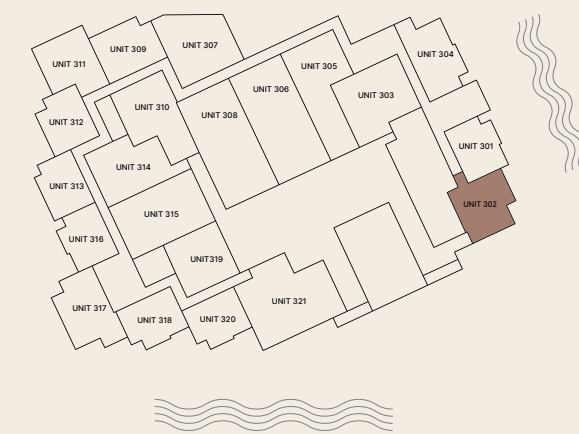 UNIT 307
UNIT 309
UNIT 304
UNIT 311
UNIT 305
UNIT 306
UNIT 303
UNIT 310
UNIT 308
UNIT 312
UNIT 301
UNIT 314
UNIT 313
UNIT 302
UNIT 315
UNIT 316
UNIT319
UNIT 321
UNIT 317
UNIT 318
UNIT 320